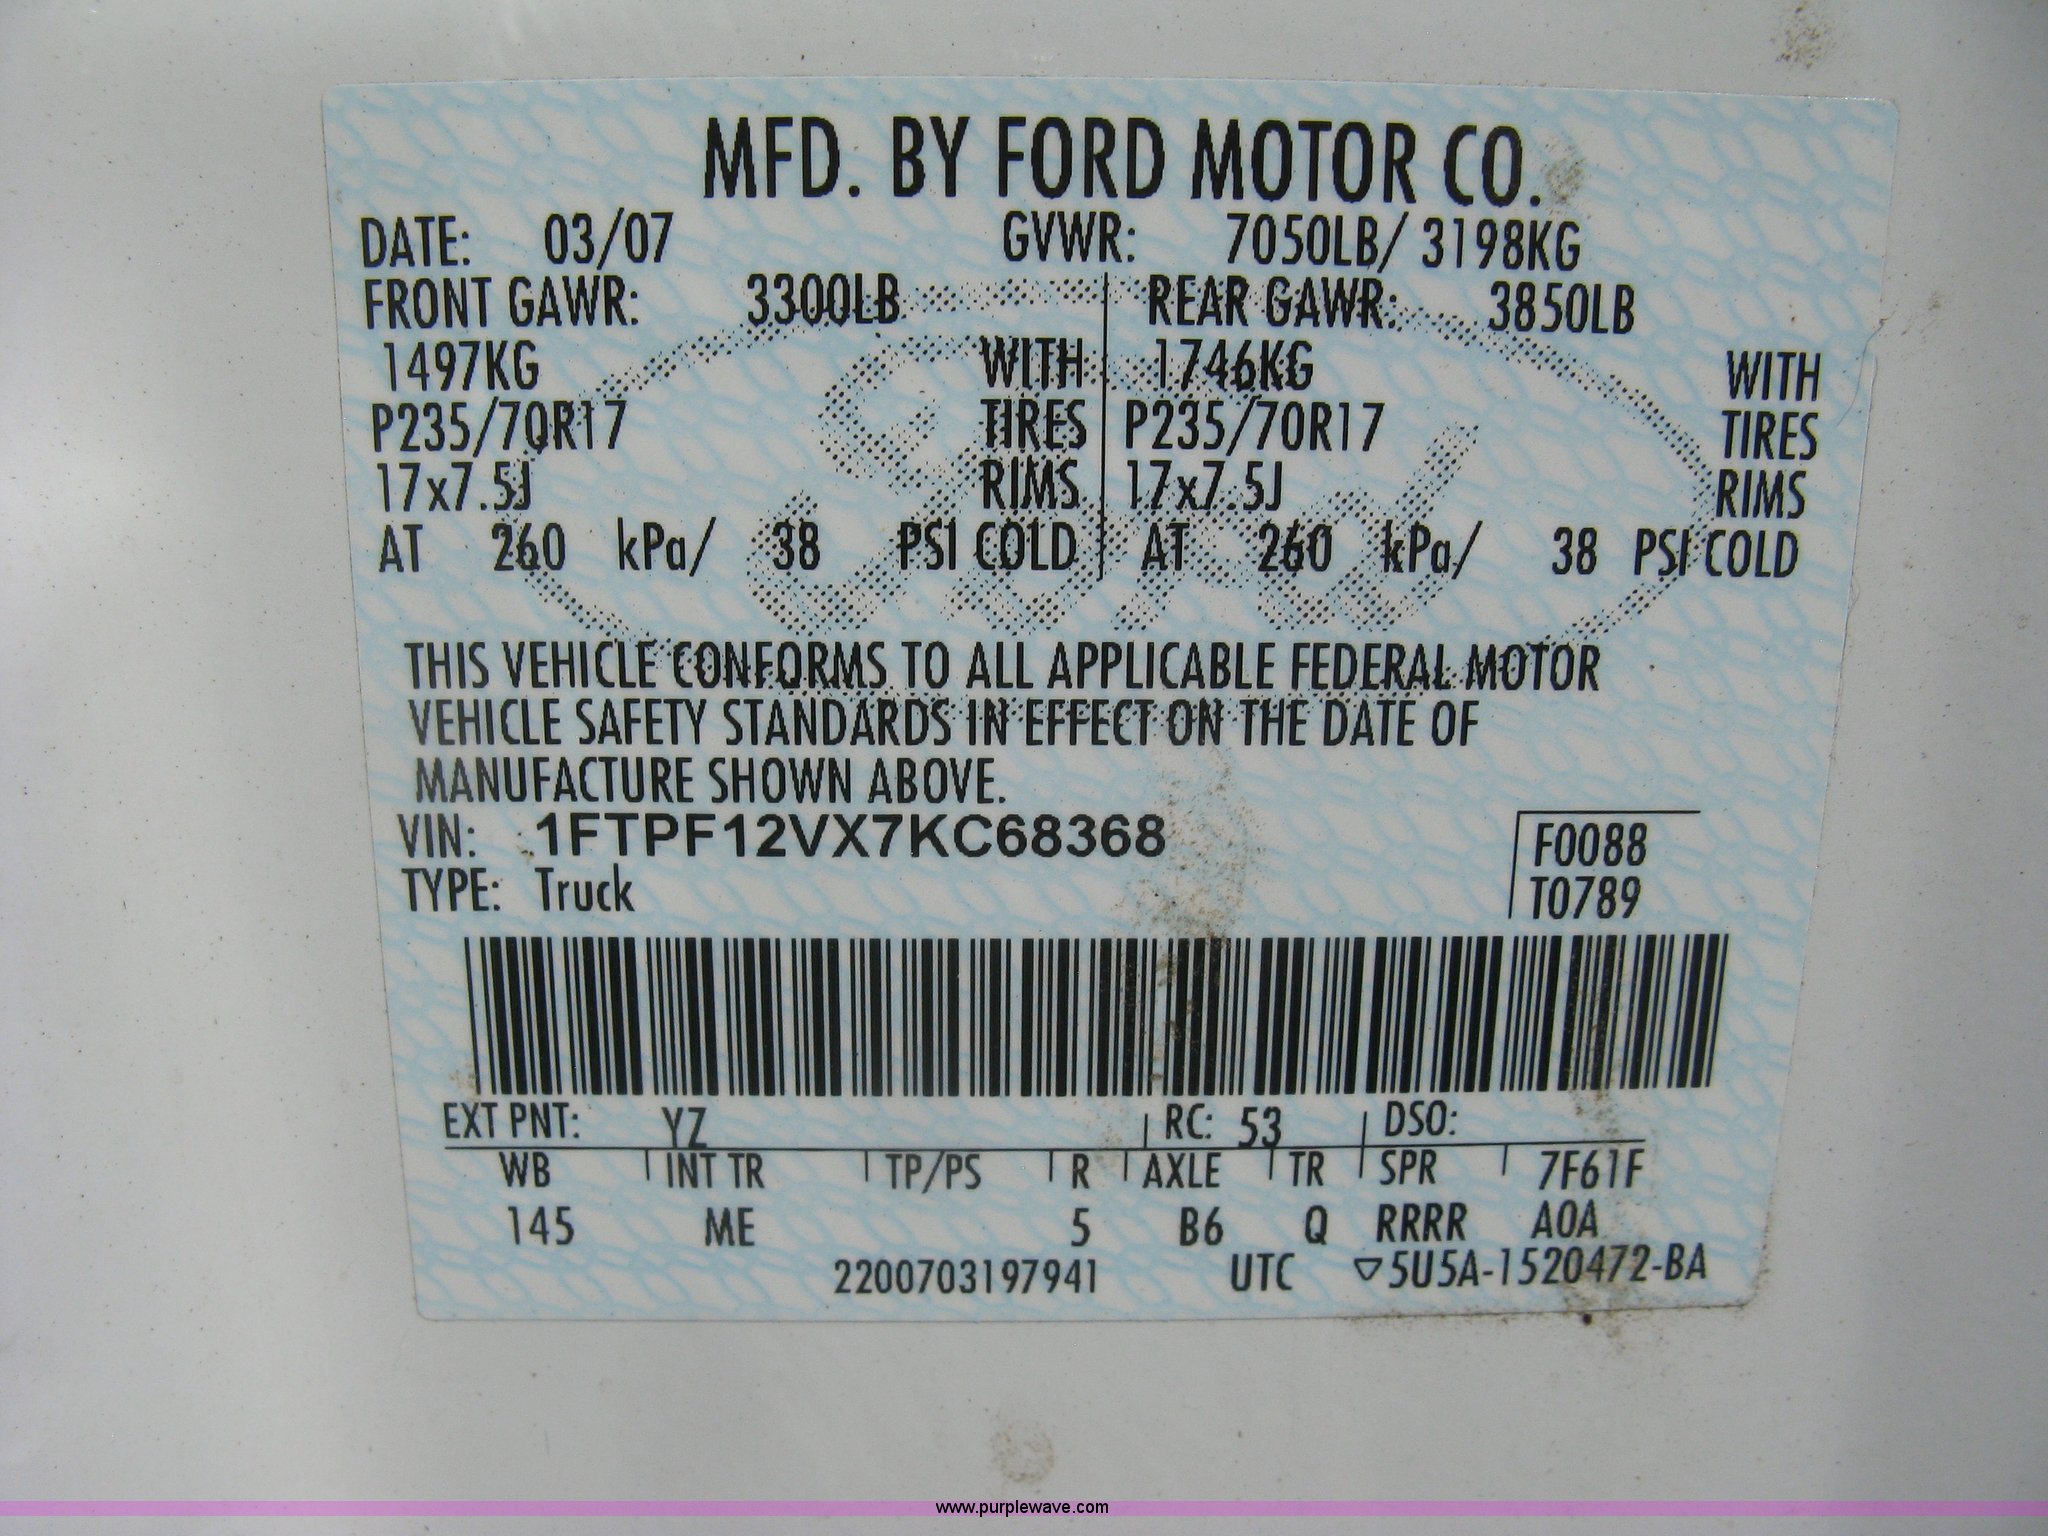 MFD. BY FORD MOTOR CO.
DATE: 03/07 GVWR: 7050LB/ 3198KG
FRONT GAWR: 3300LB REAR GAWR: 3850LB
1497KG WITH 1746KG WITH
P235/70R17 TIRES P235/70R17 TIRES
17x7.5J RIMS 17x7.5J RIMS
AT 260 kPa/ 38 PSI COLD AT 260 kPa/ 38 PSI COLD
THIS VEHICLE CONFORMS TO ALL APPLICABLE FEDERAL MOTOR
VEHICLE SAFETY STANDARDS IN EFFECT ON THE DATE OF
MANUFACTURE SHOWN ABOVE.
VIN: 1FTPF12VX7KC68368 F0088
TYPE: Truck T0789
EXT PNT: YZ RC: 53 DSO:
WB INT TR TP/PS R AXLE TR SPR 7F61F
145 ME 5 B6 Q RRRR A0A
2200703197941 UTC ▽5U5A-1520472-BA
www.purplewave.com